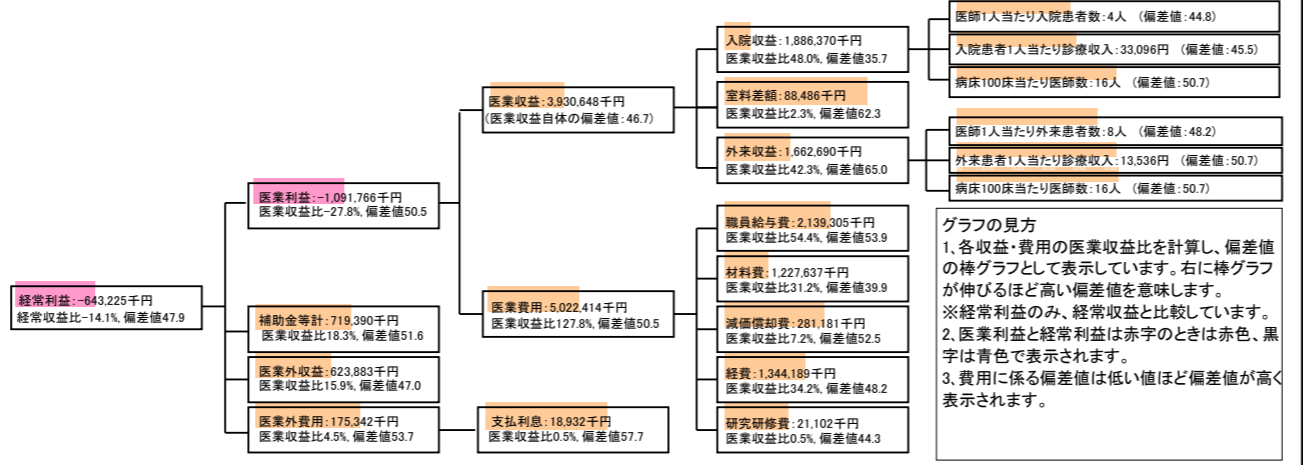 医師1人当たり入院患者数：4人 （偏差値：44.8）
入院収益：1,886,370千円
医業収益比48.0%, 偏差値35.7
入院患者1人当たり診療収入：33,096円 （偏差値：45.5）
病床100床当たり医師数：16人 （偏差値：50.7）
医業収益：3,930,648千円
（医業収益自体の偏差値：46.7）
室料差額：88,486千円
医業収益比2.3%, 偏差値62.3
医師1人当たり外来患者数：8人 （偏差値：48.2）
外来収益：1,662,690千円
医業収益比42.3%, 偏差値65.0
外来患者1人当たり診療収入：13,536円 （偏差値：50.7）
病床100床当たり医師数：16人 （偏差値：50.7）
医業利益：-1,091,766千円
医業収益比-27.8%, 偏差値50.5
職員給与費：2,139,305千円
医業収益比54.4%, 偏差値53.9
材料費：1,227,637千円
医業収益比31.2%, 偏差値39.9
経常利益：-643,225千円
経常収益比-14.1%, 偏差値47.9
医業費用：5,022,414千円
医業収益比127.8%, 偏差値50.5
補助金等計：719,390千円
医業収益比18.3%, 偏差値51.6
減価償却費：281,181千円
医業収益比7.2%, 偏差値52.5
医業外収益：623,883千円
医業収益比15.9%, 偏差値47.0
経費：1,344,189千円
医業収益比34.2%, 偏差値48.2
医業外費用：175,342千円
医業収益比4.5%, 偏差値53.7
支払利息：18,932千円
医業収益比0.5%, 偏差値57.7
研究研修費：21,102千円
医業収益比0.5%, 偏差値44.3
グラフの見方
1、各収益・費用の医業収益比を計算し、偏差値
の棒グラフとして表示しています。右に棒グラフ
が伸びるほど高い偏差値を意味します。
※経常利益のみ、経常収益と比較しています。
2、医業利益と経常利益は赤字のときは赤色、黒
字は青色で表示されます。
3、費用に係る偏差値は低い値ほど偏差値が高く
表示されます。